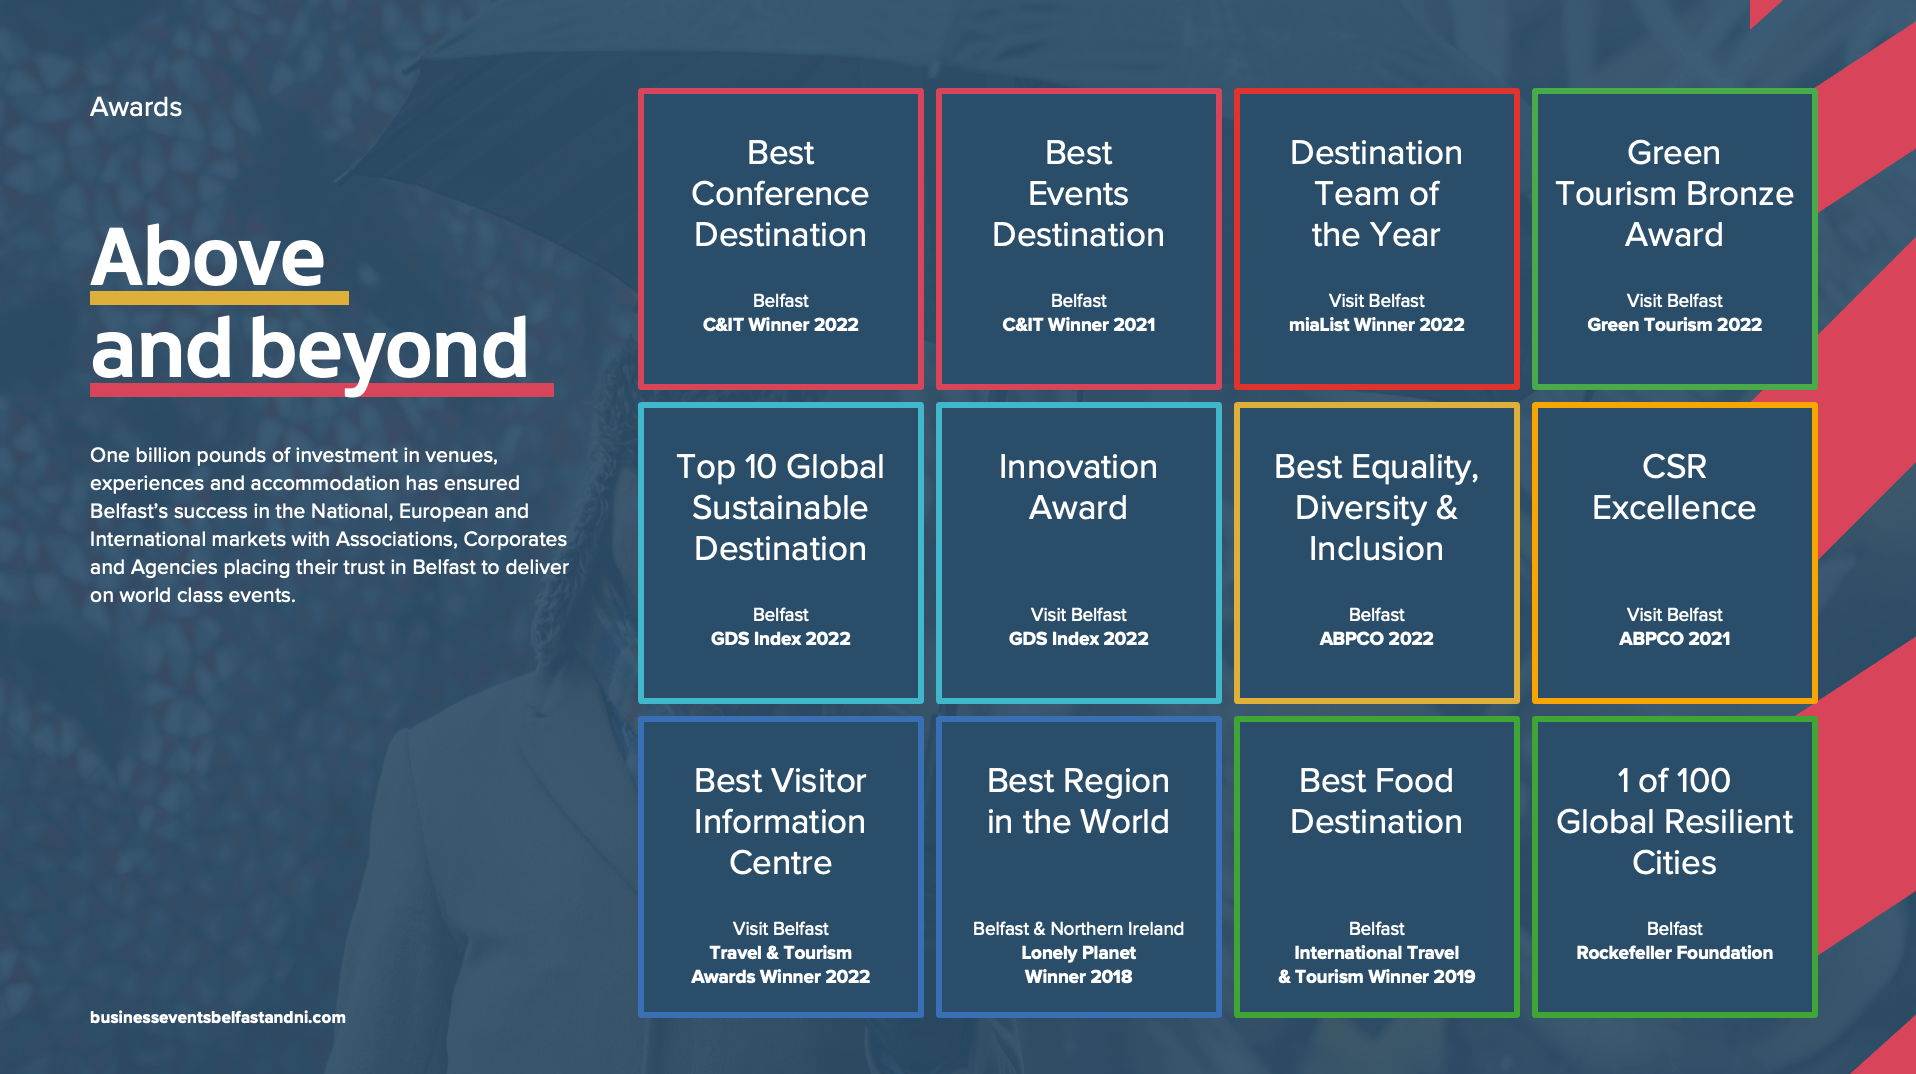 Awards
Above
and beyond
One billion pounds of investment in venues,
experiences and accommodation has ensured
Belfast’s success in the National, European and
International markets with Associations, Corporates
and Agencies placing their trust in Belfast to deliver
on world class events.
businesseventsbelfastandni.com
Best
Conference
Destination
Belfast
C&IT Winner 2022
Best
Events
Destination
Belfast
C&IT Winner 2021
Destination
Team of
the Year
Visit Belfast
miaList Winner 2022
Green
Tourism Bronze
Award
Visit Belfast
Green Tourism 2022
Top 10 Global
Sustainable
Destination
Belfast
GDS Index 2022
Innovation
Award
Visit Belfast
GDS Index 2022
Best Equality,
Diversity &
Inclusion
Belfast
ABPCO 2022
CSR
Excellence
Visit Belfast
ABPCO 2021
Best Visitor
Information
Centre
Visit Belfast
Travel & Tourism
Awards Winner 2022
Best Region
in the World
Belfast & Northern Ireland
Lonely Planet
Winner 2018
Best Food
Destination
Belfast
International Travel
& Tourism Winner 2019
1 of 100
Global Resilient
Cities
Belfast
Rockefeller Foundation